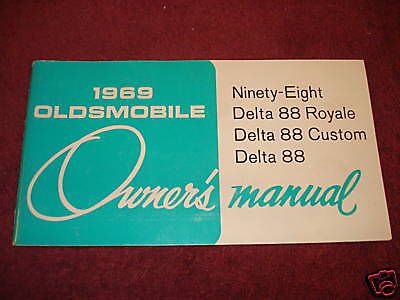 1969
OLDSMOBILE
Ninety-Eight
Delta 88 Royale
Delta 88 Custom
Delta 88
Owner's manual